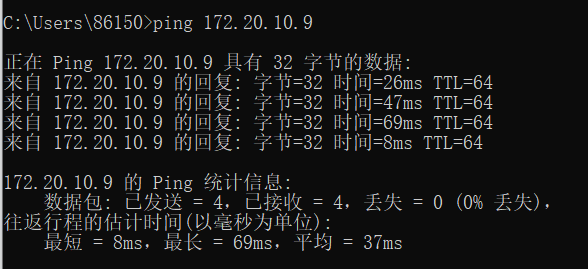 C:\Users\86150>ping 172.20.10.9
正在 Ping 172.20.10.9 具有 32 字节的数据:
来自 172.20.10.9 的回复: 字节=32 时间=26ms TTL=64
来自 172.20.10.9 的回复: 字节=32 时间=47ms TTL=64
来自 172.20.10.9 的回复: 字节=32 时间=69ms TTL=64
来自 172.20.10.9 的回复: 字节=32 时间=8ms TTL=64
172.20.10.9 的 Ping 统计信息:
数据包: 已发送 = 4，已接收 = 4，丢失 = 0 (0% 丢失)，
往返行程的估计时间(以毫秒为单位):
最短 = 8ms，最长 = 69ms，平均 = 37ms